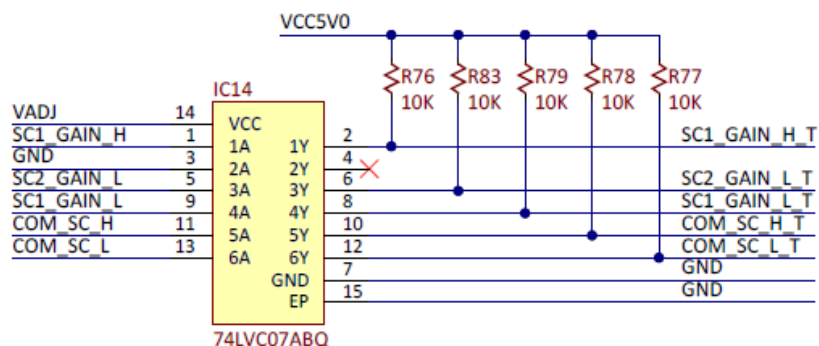 VCC5V0
R76 R83 R79 R78 R77
10K 10K 10K 10K 10K
IC14
VADJ 14 VCC
SC1_GAIN_H 1 1A 1Y 2 SC1_GAIN_H_T
GND 3 2A 2Y 4
SC2_GAIN_L 5 3A 3Y 6 SC2_GAIN_L_T
SC1_GAIN_L 9 4A 4Y 8 SC1_GAIN_L_T
COM_SC_H 11 5A 5Y 10 COM_SC_H_T
COM_SC_L 13 6A 6Y 12 COM_SC_L_T
GND 7 GND
EP 15 GND
74LVC07ABQ